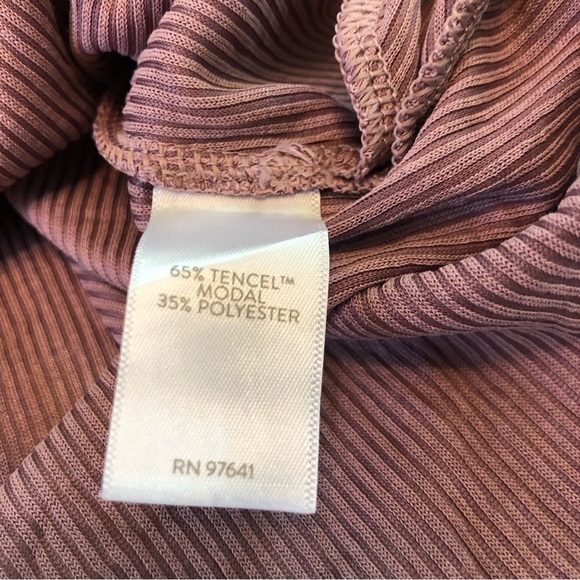 65% TENCEL™
MODAL
35% POLYESTER
RN 97641